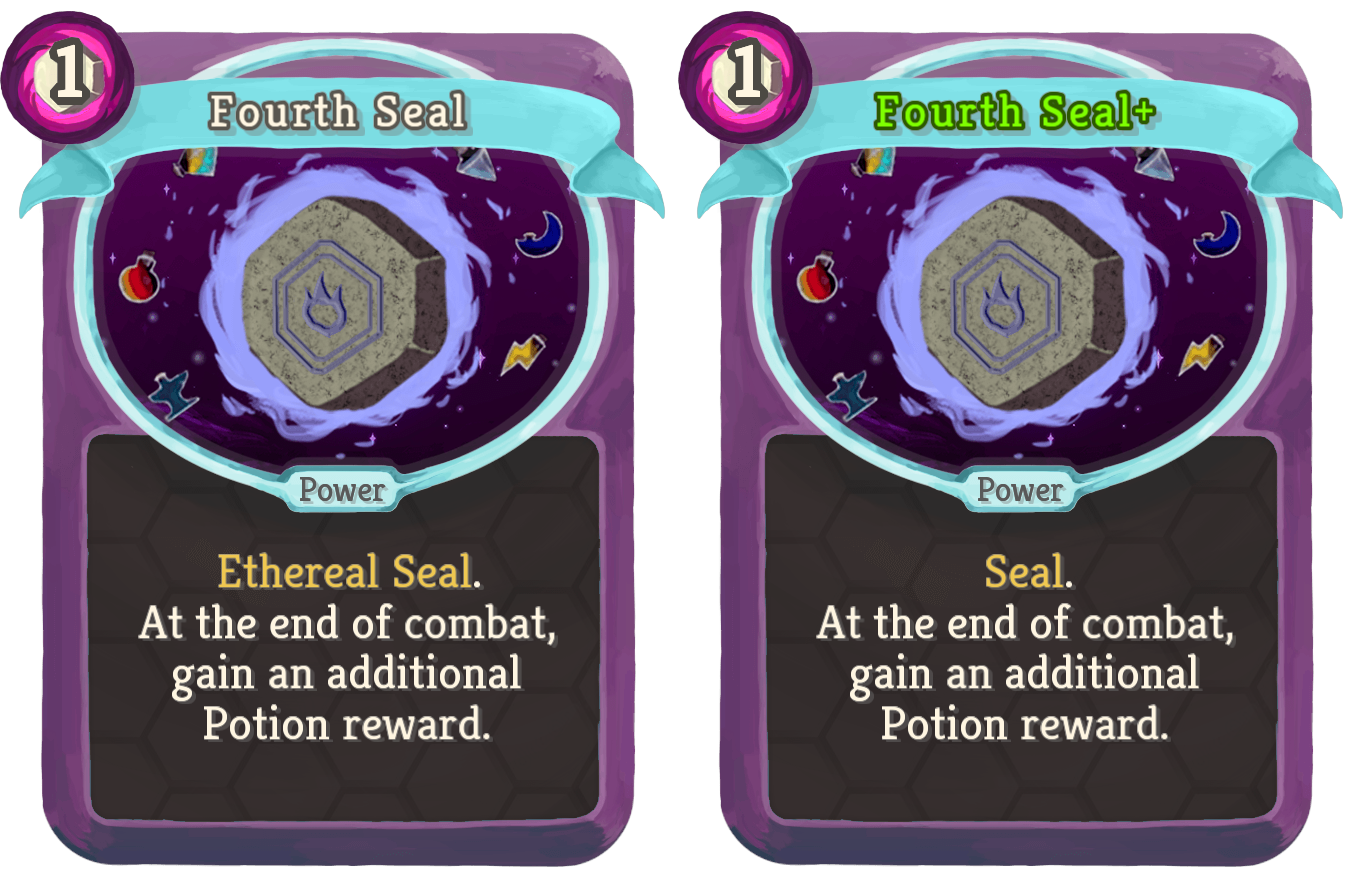 1
Fourth Seal
Power
Ethereal Seal.
At the end of combat,
gain an additional
Potion reward.
1
Fourth Seal+
Power
Seal.
At the end of combat,
gain an additional
Potion reward.